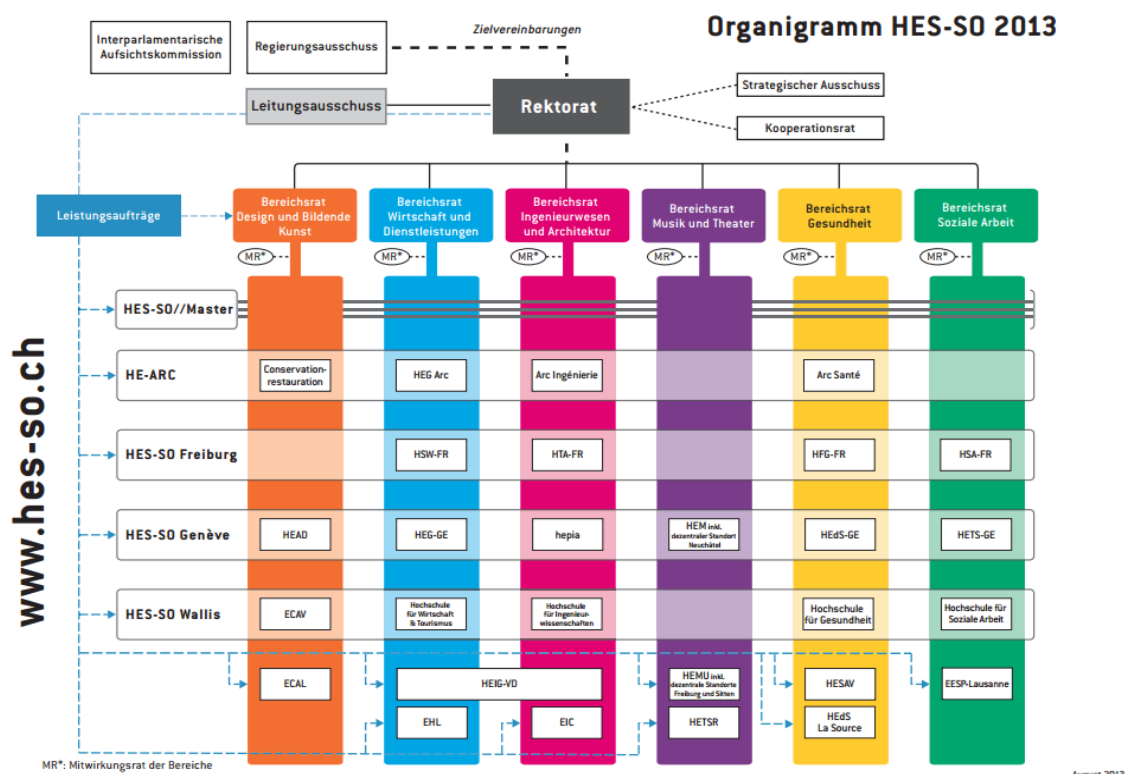 Organigramm HES-SO 2013
Zielvereinbarungen
Interparlamentarische
Aufsichtskommission
Regierungsausschuss
Leitungsausschuss
Rektorat
Strategischer Ausschuss
Kooperationsrat
Leistungsaufträge
Bereichsrat
Design und Bildende
Kunst
Bereichsrat
Wirtschaft und
Dienstleistungen
Bereichsrat
Ingenieurwesen
und Architektur
Bereichsrat
Musik und Theater
Bereichsrat
Gesundheit
Bereichsrat
Soziale Arbeit
MR*
MR*
MR*
MR*
MR*
MR*
www.hes-so.ch
HES-SO//Master
HE-ARC
Conservation-
restauration
HEG Arc
Arc Ingénierie
Arc Santé
HES-SO Freiburg
HSW-FR
HTA-FR
HFG-FR
HSA-FR
HES-SO Genève
HEAD
HEG-GE
hepia
HEM inkl.
dezentraler Standort
Neuchâtel
HEdS-GE
HETS-GE
HES-SO Wallis
ECAV
Hochschule
für Wirtschaft
& Tourismus
Hochschule
für Ingenieur-
wissenschaften
Hochschule
für Gesundheit
Hochschule für
Soziale Arbeit
ECAL
HEIG-VD
HEMU inkl.
dezentrale Standorte
Freiburg und Sitten
HESAV
EESP-Lausanne
EHL
EIC
HETSR
HEdS
La Source
MR*: Mitwirkungsrat der Bereiche
August 2013